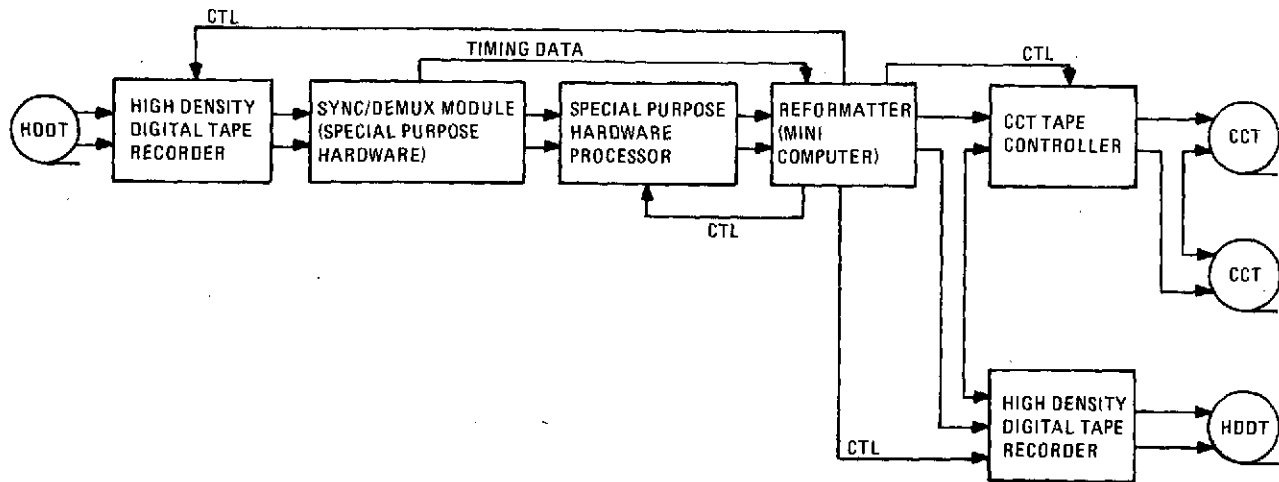 CTL
TIMING DATA
CTL
HDDT
HIGH DENSITY
DIGITAL TAPE
RECORDER
SYNC/DEMUX MODULE
(SPECIAL PURPOSE
HARDWARE)
SPECIAL PURPOSE
HARDWARE
PROCESSOR
REFORMATTER
(MINI
COMPUTER)
CCT TAPE
CONTROLLER
CCT
CTL
CCT
HIGH DENSITY
DIGITAL TAPE
RECORDER
HDDT
CTL